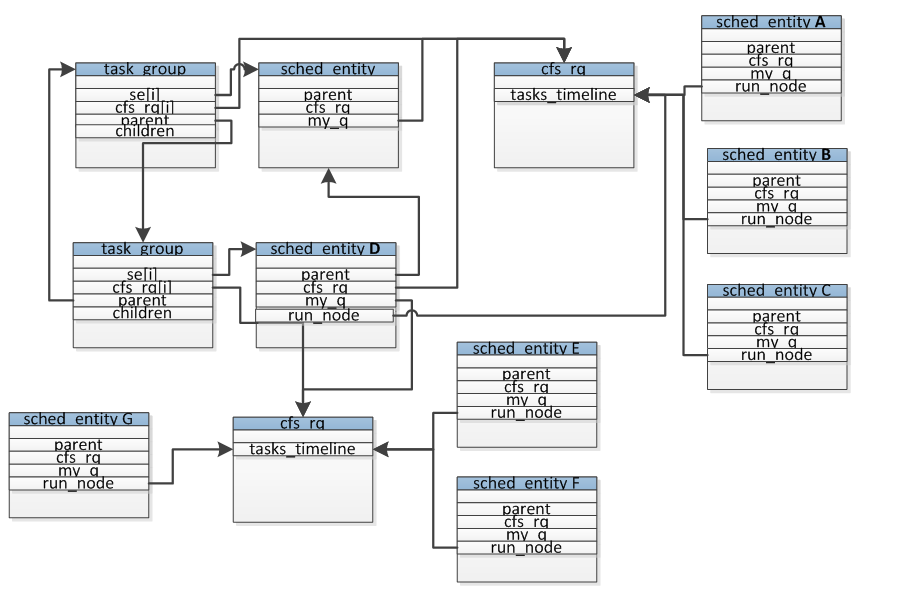 task_group
se[i]
cfs_rq[i]
parent
children
sched_entity
parent
cfs_rq
my_q
cfs_rq
tasks_timeline
sched_entity A
parent
cfs_rq
my_q
run_node
sched_entity B
parent
cfs_rq
my_q
run_node
task_group
se[i]
cfs_rq[i]
parent
children
sched_entity D
parent
cfs_rq
my_q
run_node
sched_entity C
parent
cfs_rq
my_q
run_node
sched_entity E
parent
cfs_rq
my_q
run_node
sched_entity G
parent
cfs_rq
my_q
run_node
cfs_rq
tasks_timeline
sched_entity F
parent
cfs_rq
my_q
run_node